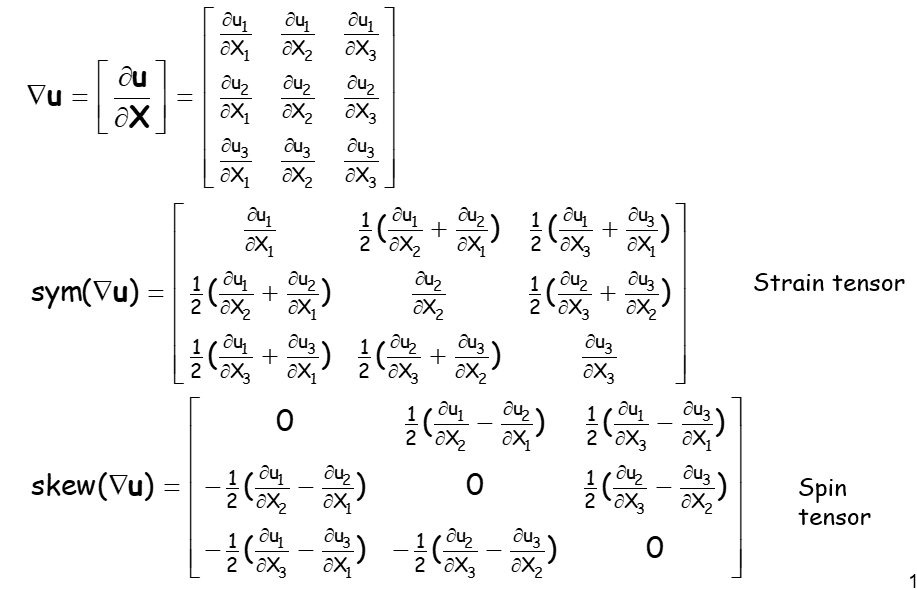 ∇u = [ ∂u/∂X ] = [ ∂u₁/∂X₁ ∂u₁/∂X₂ ∂u₁/∂X₃
∂u₂/∂X₁ ∂u₂/∂X₂ ∂u₂/∂X₃
∂u₃/∂X₁ ∂u₃/∂X₂ ∂u₃/∂X₃ ]
sym(∇u) = [ ∂u₁/∂X₁ 1/2(∂u₁/∂X₂ + ∂u₂/∂X₁) 1/2(∂u₁/∂X₃ + ∂u₃/∂X₁)
1/2(∂u₁/∂X₂ + ∂u₂/∂X₁) ∂u₂/∂X₂ 1/2(∂u₂/∂X₃ + ∂u₃/∂X₂)
1/2(∂u₁/∂X₃ + ∂u₃/∂X₁) 1/2(∂u₂/∂X₃ + ∂u₃/∂X₂) ∂u₃/∂X₃ ]
Strain tensor
skew(∇u) = [ 0 1/2(∂u₁/∂X₂ − ∂u₂/∂X₁) 1/2(∂u₁/∂X₃ − ∂u₃/∂X₁)
−1/2(∂u₁/∂X₂ − ∂u₂/∂X₁) 0 1/2(∂u₂/∂X₃ − ∂u₃/∂X₂)
−1/2(∂u₁/∂X₃ − ∂u₃/∂X₁) −1/2(∂u₂/∂X₃ − ∂u₃/∂X₂) 0 ]
Spin
tensor
1